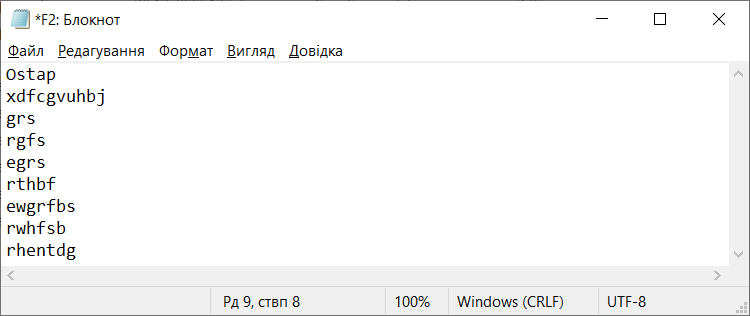 *F2: Блокнот
Файл Редагування Формат Вигляд Довідка
Ostap
xdfcgvuhbj
grs
rgfs
egrs
rthbf
ewgrfbs
rwhfsb
rhentdg
Рд 9, ствп 8 100% Windows (CRLF) UTF-8